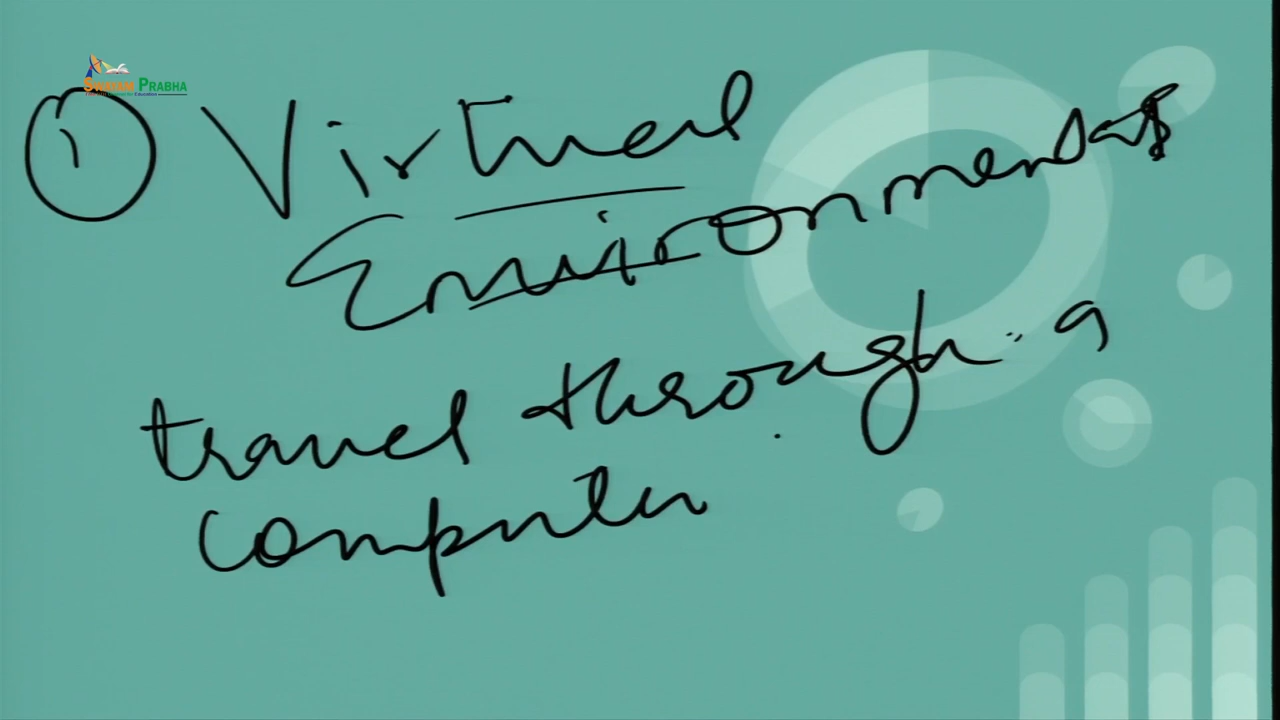 SWAYAM PRABHA
① Virtual
Environments
travel through a
computer